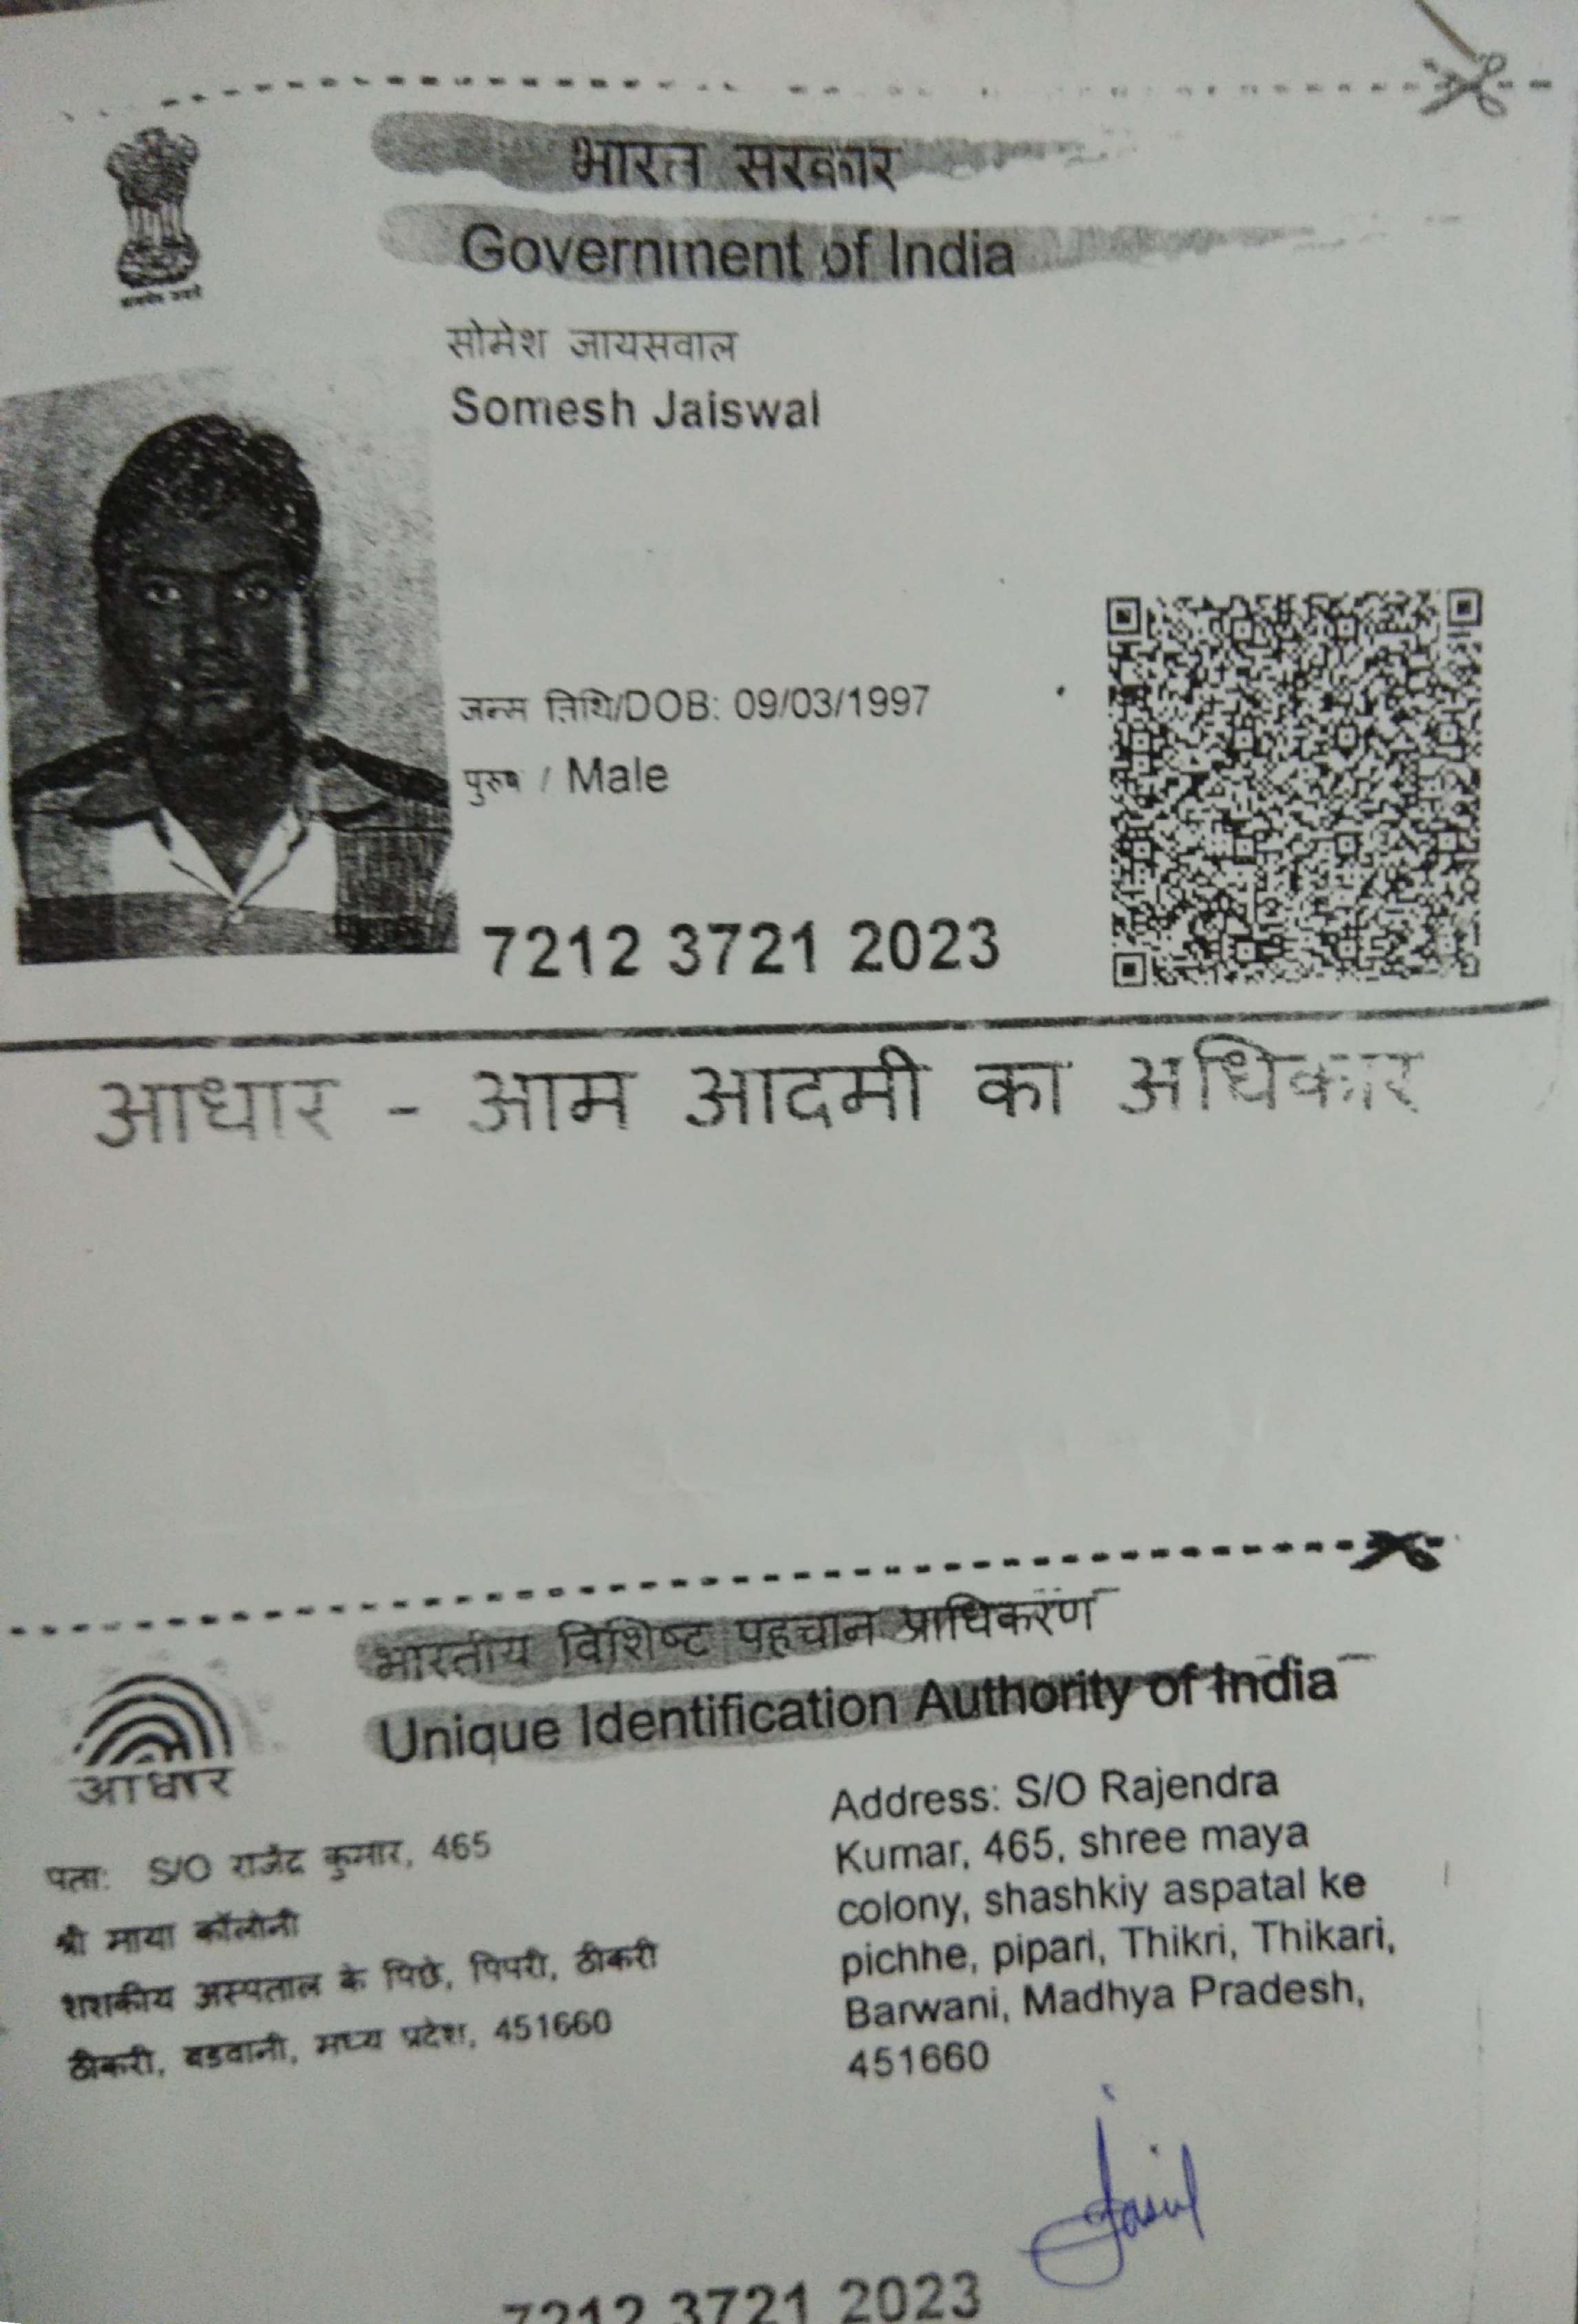 भारत सरकार
Government of India
सोमेश जायसवाल
Somesh Jaiswal
जन्म तिथि/DOB: 09/03/1997
पुरुष / Male
7212 3721 2023
आधार - आम आदमी का अधिकार
भारतीय विशिष्ट पहचान प्राधिकरण
Unique Identification Authority of India
आधार
पता: S/O राजेंद्र कुमार, 465
श्री माया कॉलोनी
शशकीय अस्पताल के पिछे, पिपरी, ठीकरी
ठीकरी, बडवानी, मध्य प्रदेश, 451660
Address: S/O Rajendra
Kumar, 465, shree maya
colony, shashkiy aspatal ke
pichhe, pipari, Thikri, Thikari,
Barwani, Madhya Pradesh,
451660
7212 3721 2023